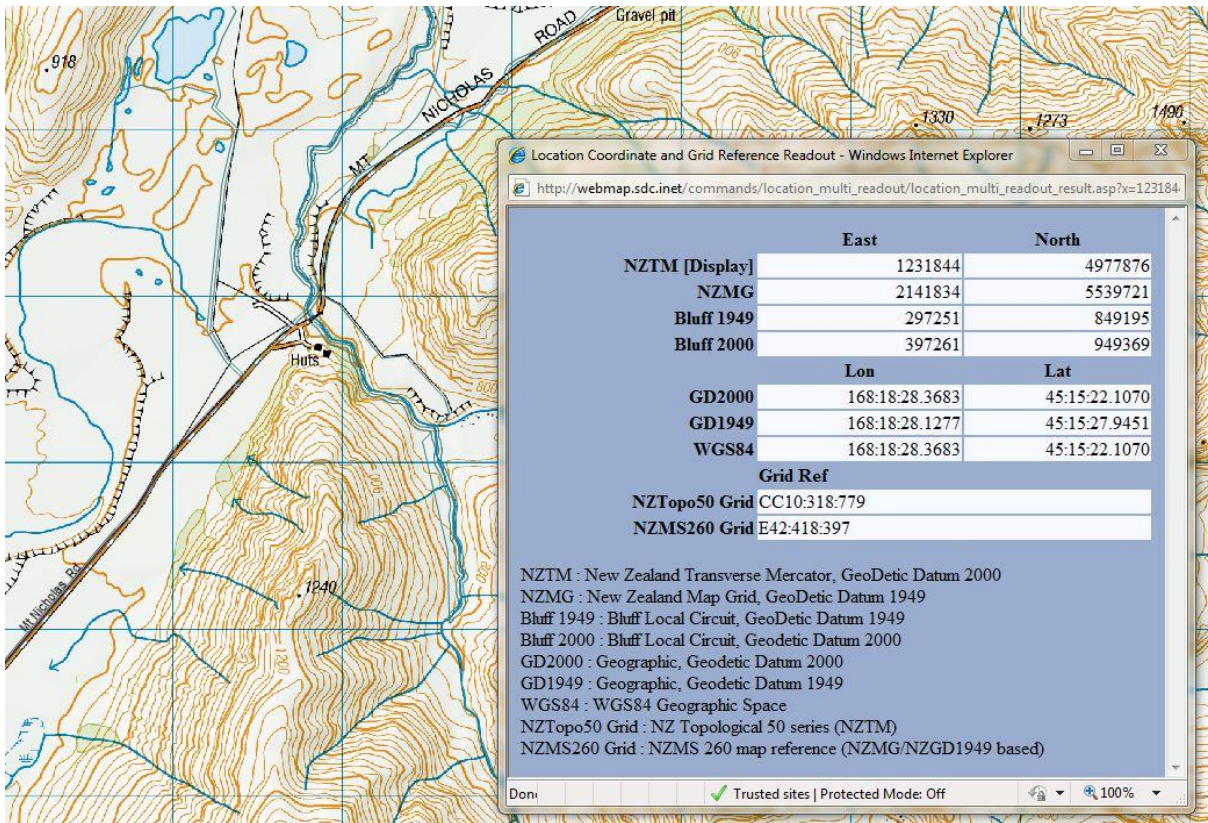 Gravel pit
918
MT NICHOLAS ROAD
900
1330
1273
1490
Huts
800
900
800
1240
1200
Mt Nicholas Rd
Location Coordinate and Grid Reference Readout - Windows Internet Explorer
http://webmap.sdc.inet/commands/location_multi_readout/location_multi_readout_result.asp?x=123184
East North
NZTM [Display] 1231844 4977876
NZMG 2141834 5539721
Bluff 1949 297251 849195
Bluff 2000 397261 949369
Lon Lat
GD2000 168:18:28.3683 45:15:22.1070
GD1949 168:18:28.1277 45:15:27.9451
WGS84 168:18:28.3683 45:15:22.1070
Grid Ref
NZTopo50 Grid CC10:318:779
NZMS260 Grid E42:418:397
NZTM : New Zealand Transverse Mercator, GeoDetic Datum 2000
NZMG : New Zealand Map Grid, GeoDetic Datum 1949
Bluff 1949 : Bluff Local Circuit, GeoDetic Datum 1949
Bluff 2000 : Bluff Local Circuit, Geodetic Datum 2000
GD2000 : Geographic, Geodetic Datum 2000
GD1949 : Geographic, Geodetic Datum 1949
WGS84 : WGS84 Geographic Space
NZTopo50 Grid : NZ Topological 50 series (NZTM)
NZMS260 Grid : NZMS 260 map reference (NZMG/NZGD1949 based)
Done Trusted sites | Protected Mode: Off 100%